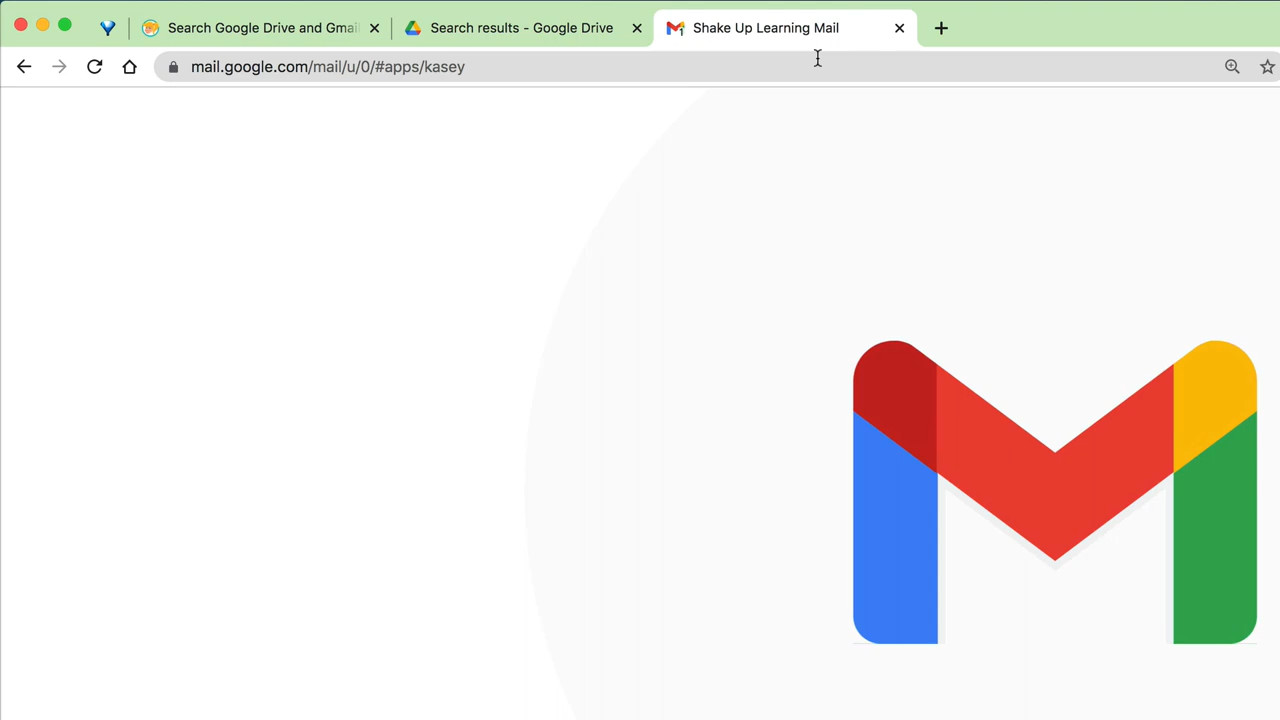 Search Google Drive and Gmai
Search results - Google Drive
Shake Up Learning Mail
mail.google.com/mail/u/0/#apps/kasey